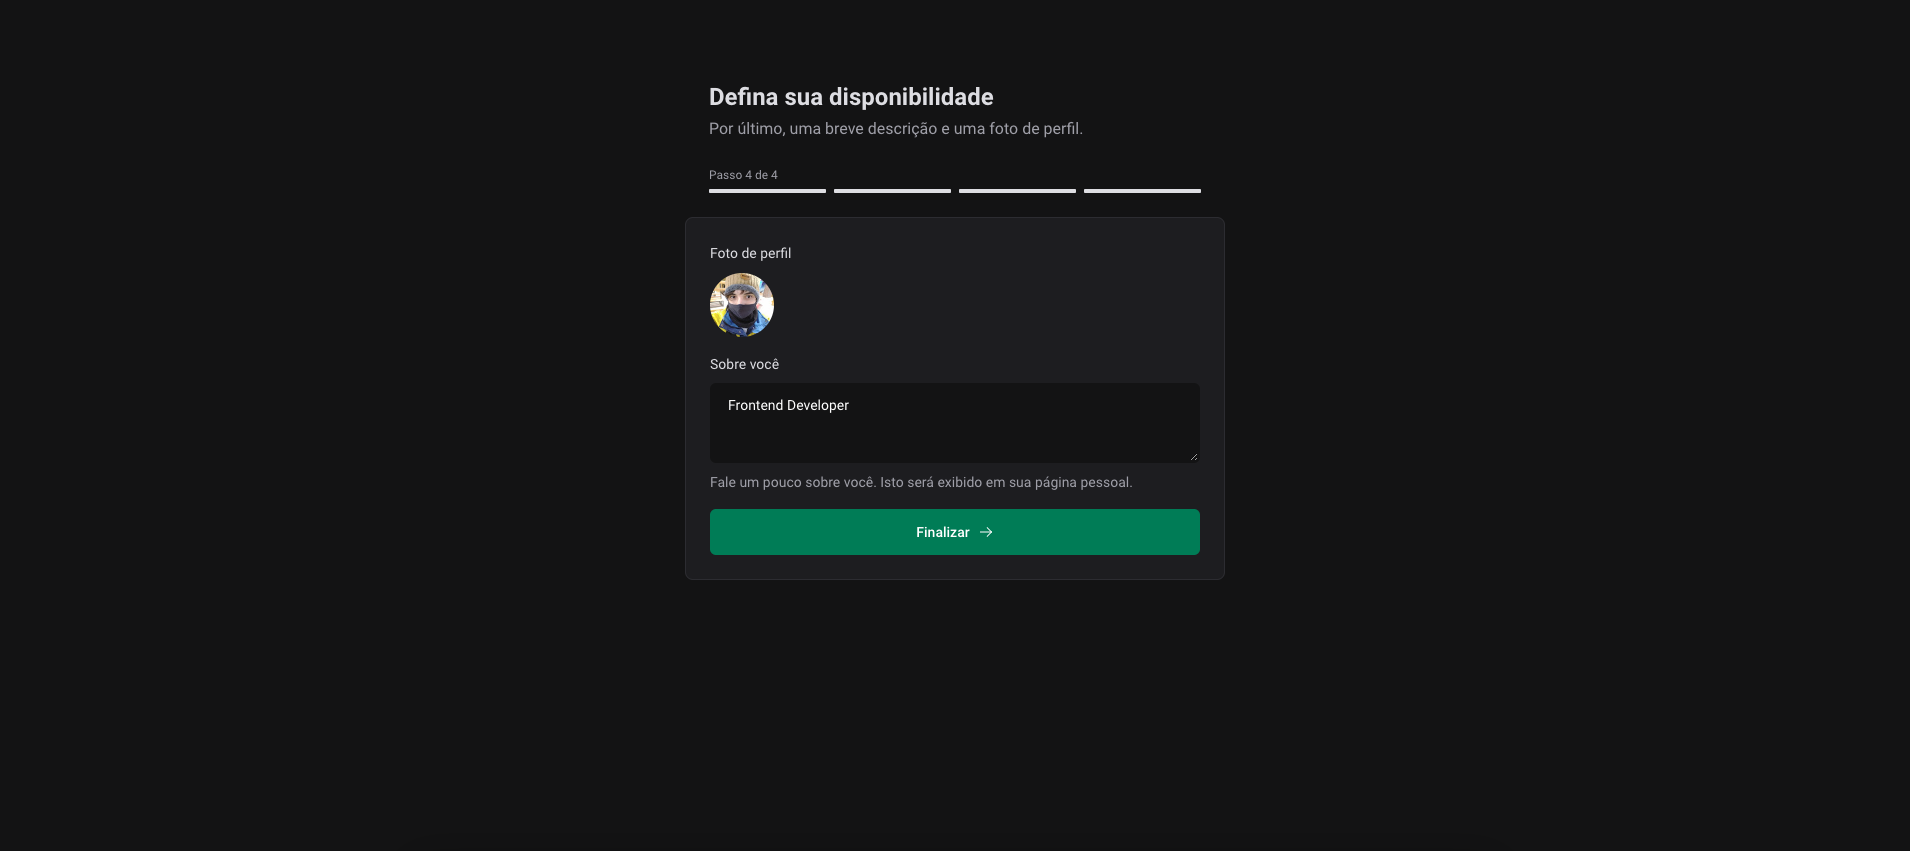 Defina sua disponibilidade
Por último, uma breve descrição e uma foto de perfil.
Passo 4 de 4
Foto de perfil
Sobre você
Frontend Developer
Fale um pouco sobre você. Isto será exibido em sua página pessoal.
Finalizar →